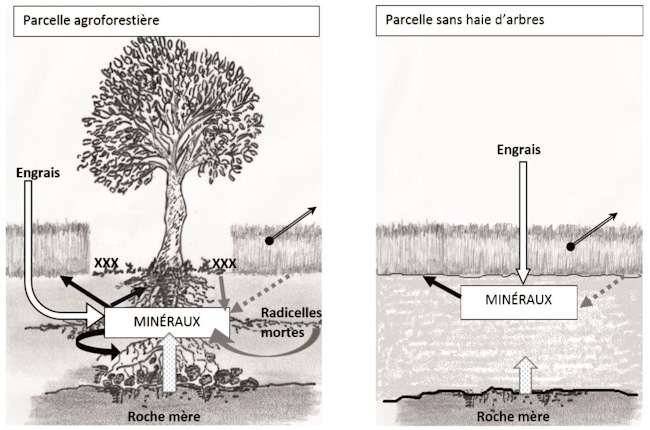 Parcelle agroforestière
Engrais
XXX
XXX
MINÉRAUX
Radicelles
mortes
Roche mère
Parcelle sans haie d'arbres
Engrais
MINÉRAUX
Roche mère